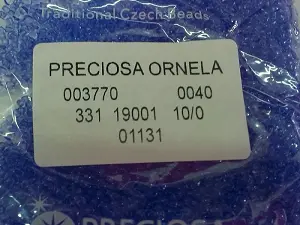 Traditional Czech Beads
PRECIOSA ORNELA
003770 0040
331 19001 10/0
01131
PRECIOSA